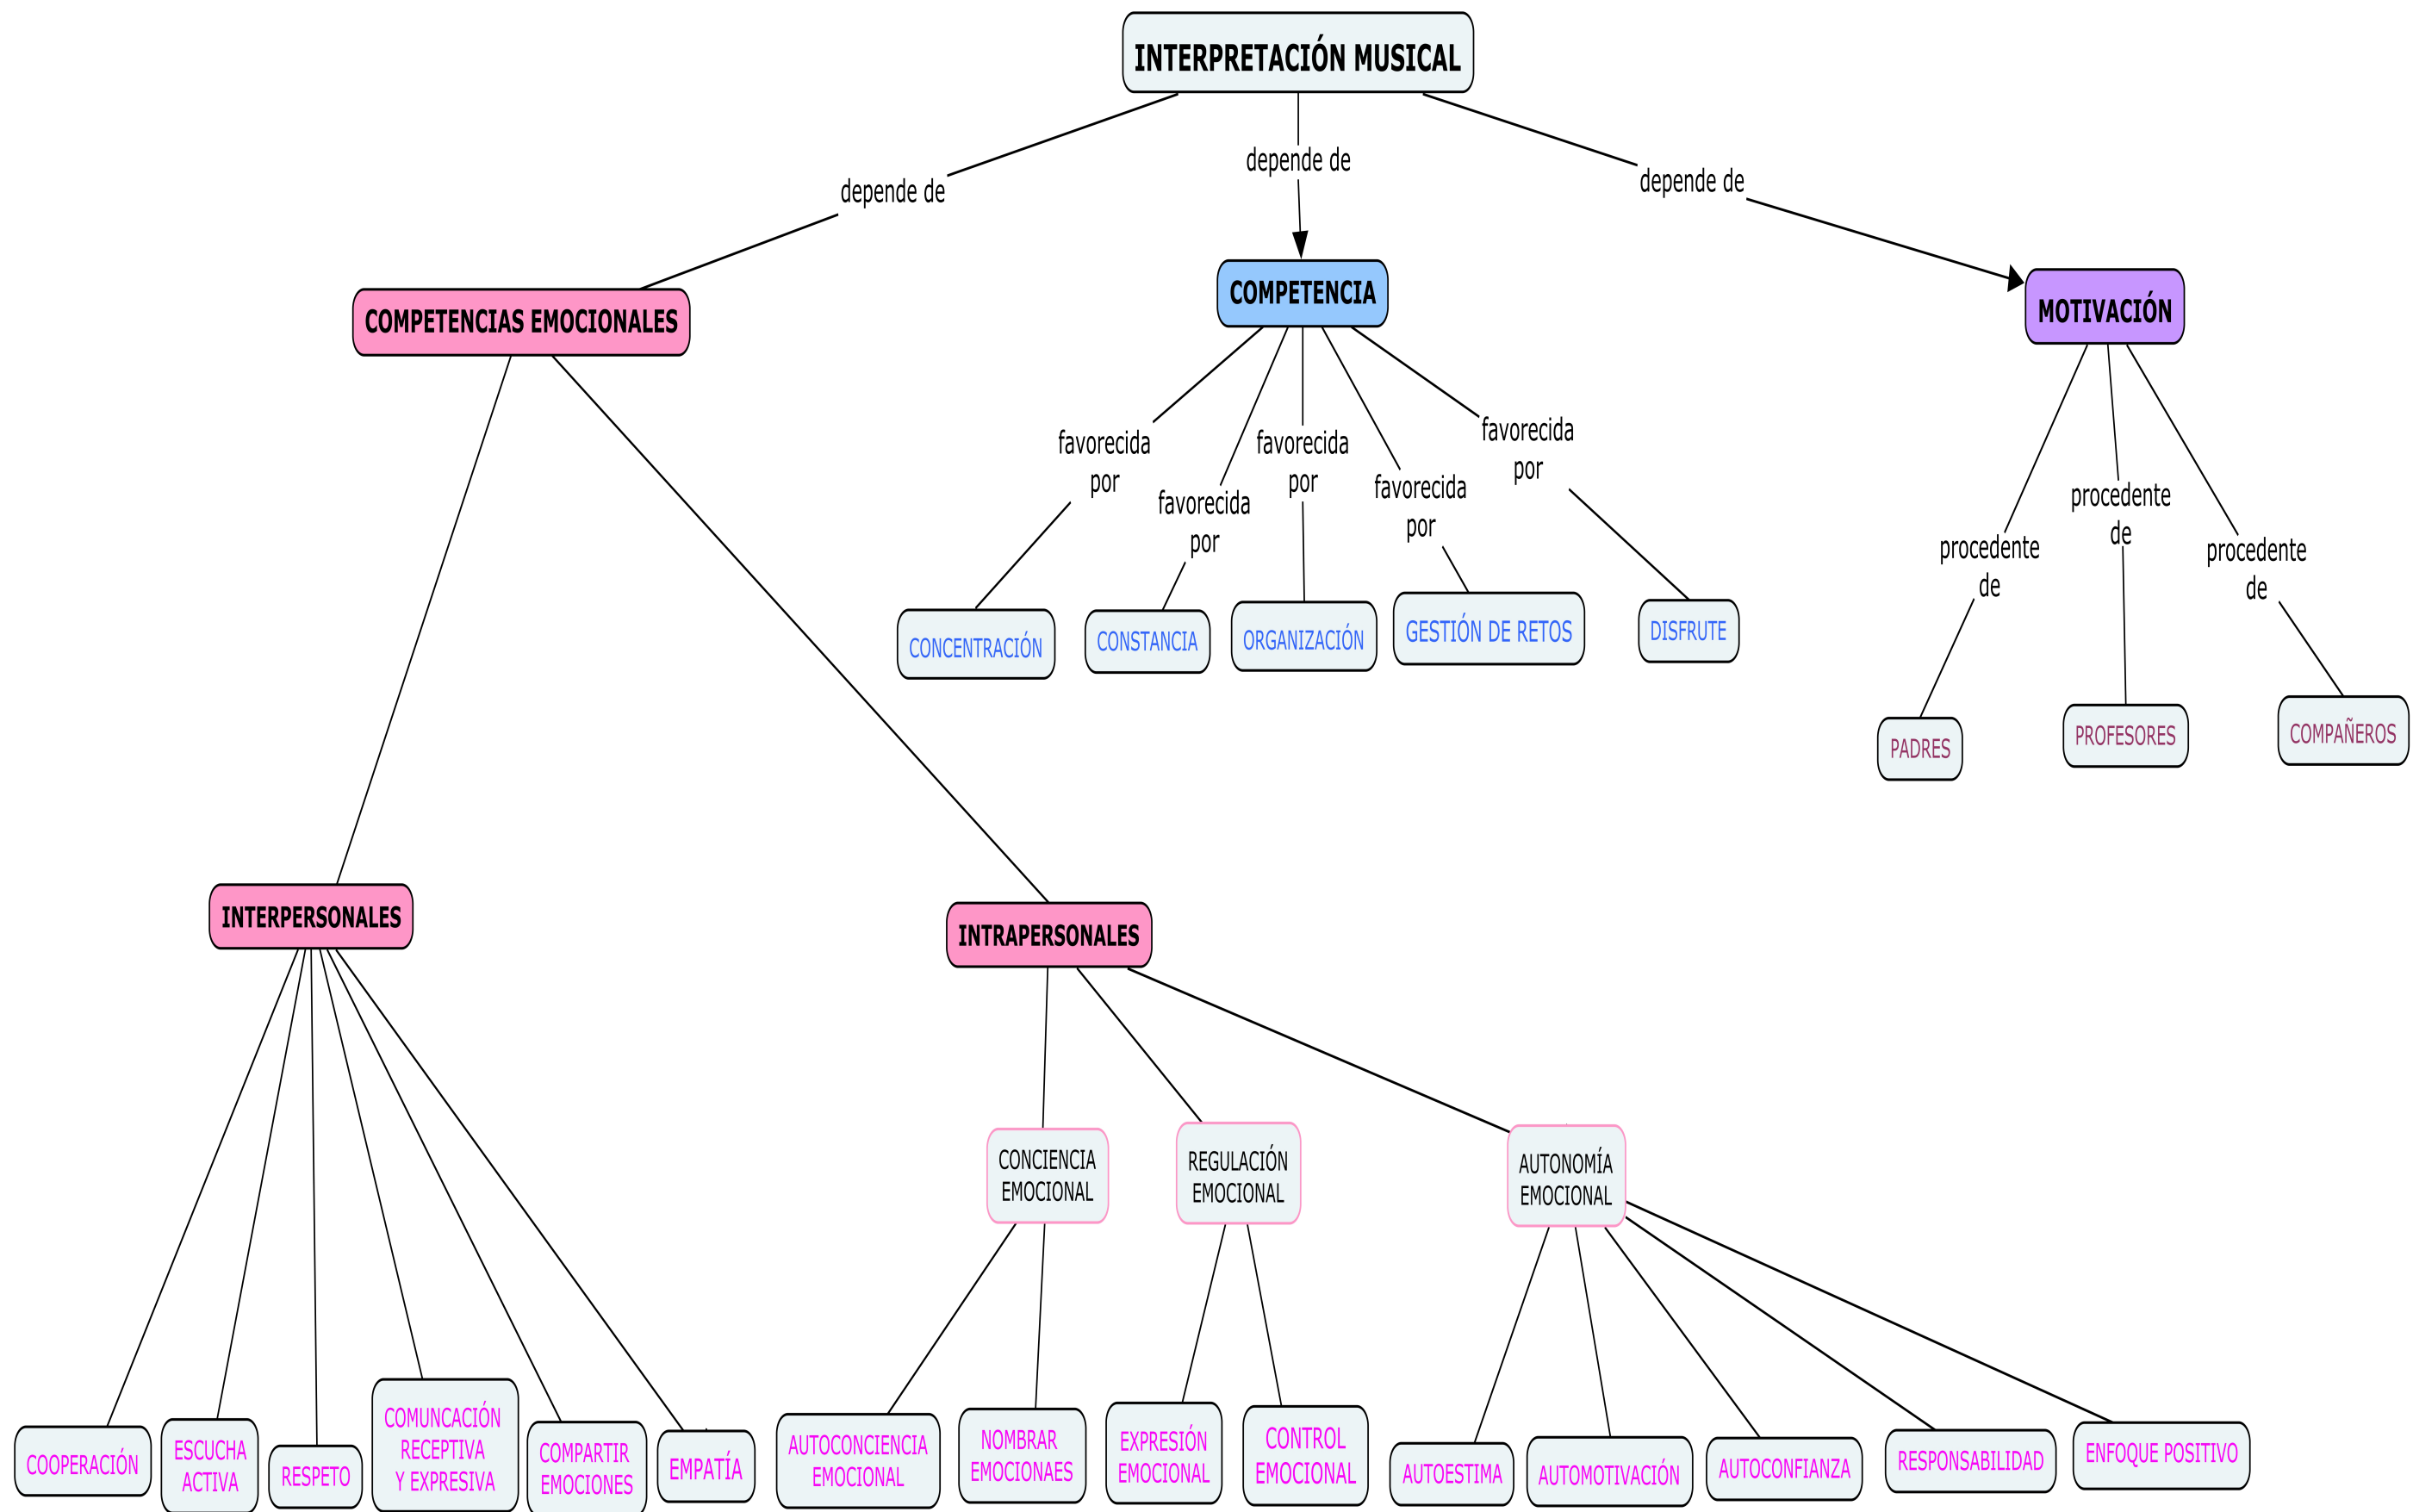 INTERPRETACIÓN MUSICAL
depende de
depende de
depende de
COMPETENCIAS EMOCIONALES
COMPETENCIA
MOTIVACIÓN
favorecida
por
favorecida
por
favorecida
por
favorecida
por
favorecida
por
procedente
de
procedente
de
procedente
de
CONCENTRACIÓN
CONSTANCIA
ORGANIZACIÓN
GESTIÓN DE RETOS
DISFRUTE
PADRES
PROFESORES
COMPAÑEROS
INTERPERSONALES
INTRAPERSONALES
CONCIENCIA
EMOCIONAL
REGULACIÓN
EMOCIONAL
AUTONOMÍA
EMOCIONAL
COOPERACIÓN
ESCUCHA
ACTIVA
RESPETO
COMUNCACIÓN
RECEPTIVA
Y EXPRESIVA
COMPARTIR
EMOCIONES
EMPATÍA
AUTOCONCIENCIA
EMOCIONAL
NOMBRAR
EMOCIONAES
EXPRESIÓN
EMOCIONAL
CONTROL
EMOCIONAL
AUTOESTIMA
AUTOMOTIVACIÓN
AUTOCONFIANZA
RESPONSABILIDAD
ENFOQUE POSITIVO